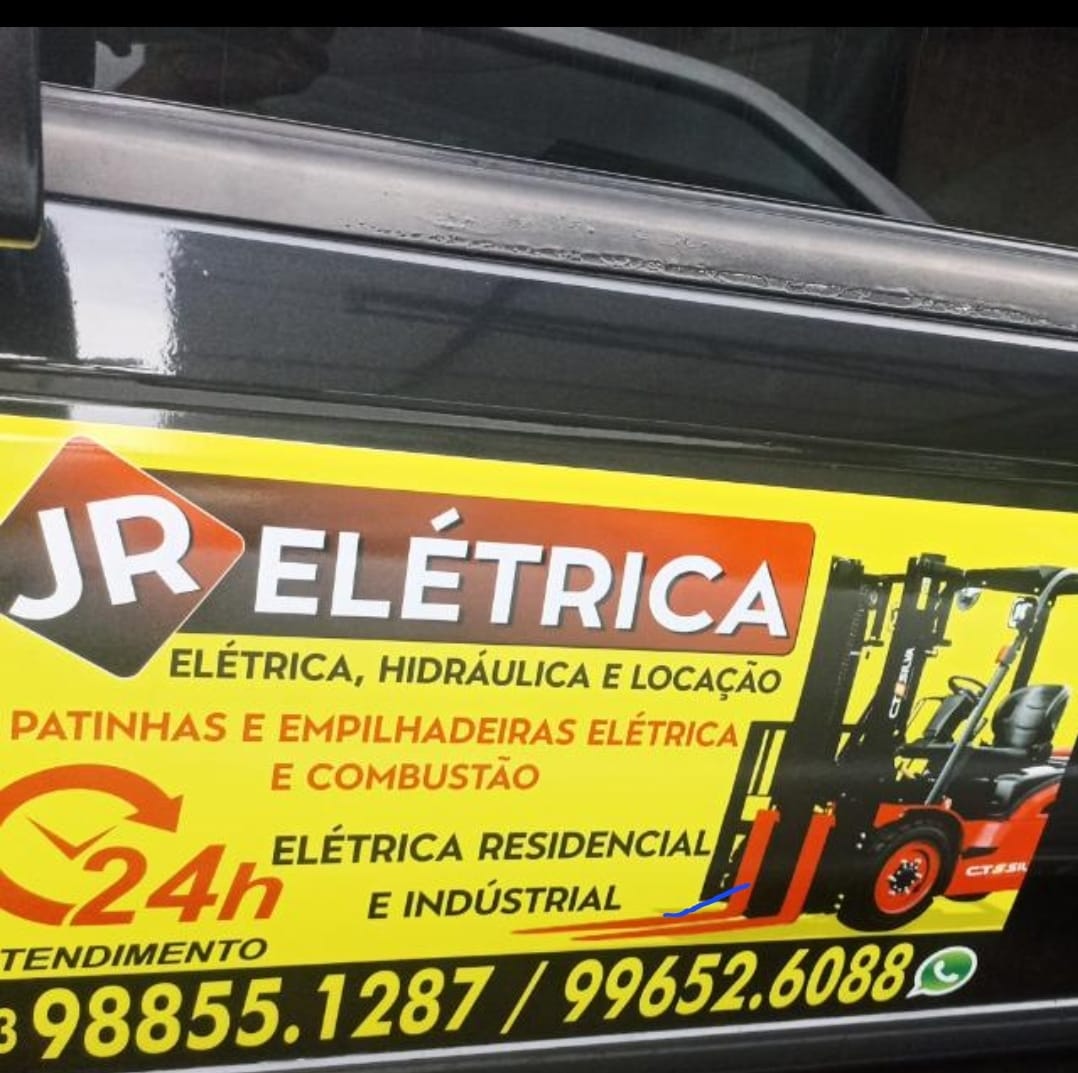 JR ELÉTRICA
ELÉTRICA, HIDRÁULICA E LOCAÇÃO
PATINHAS E EMPILHADEIRAS ELÉTRICA
E COMBUSTÃO
24h
TENDIMENTO
ELÉTRICA RESIDENCIAL
E INDÚSTRIAL
3 98855.1287 / 99652.6088